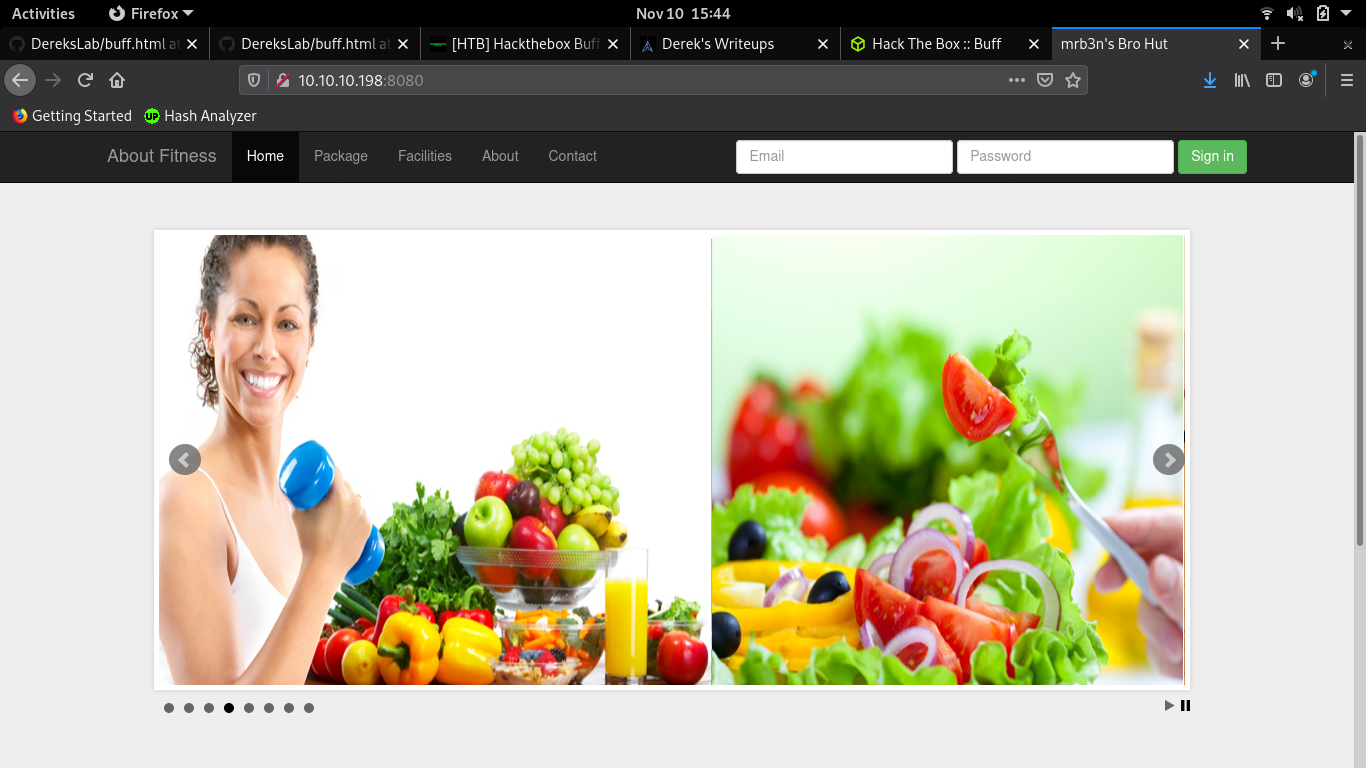 Activities Firefox Nov 10 15:44
DereksLab/buff.html at DereksLab/buff.html at [HTB] Hackthebox Buff Derek's Writeups Hack The Box :: Buff mrb3n's Bro Hut
10.10.10.198:8080
Getting Started UP Hash Analyzer
About Fitness Home Package Facilities About Contact Email Password Sign in